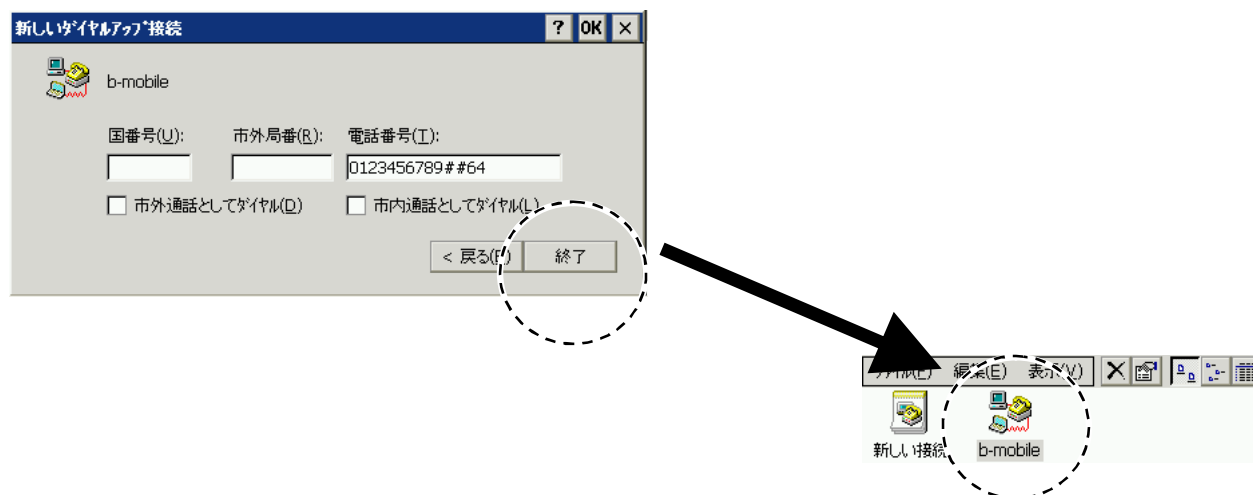 新しいﾀﾞｲﾔﾙｱｯﾌﾟ接続 ? OK ×
b-mobile
国番号(U): 市外局番(R): 電話番号(T):
0123456789##64
市外通話としてﾀﾞｲﾔﾙ(D) 市内通話としてﾀﾞｲﾔﾙ(L)
< 戻る(B) 終了
ﾌｧｲﾙ(F) 編集(E) 表示(V)
新しい接続 b-mobile